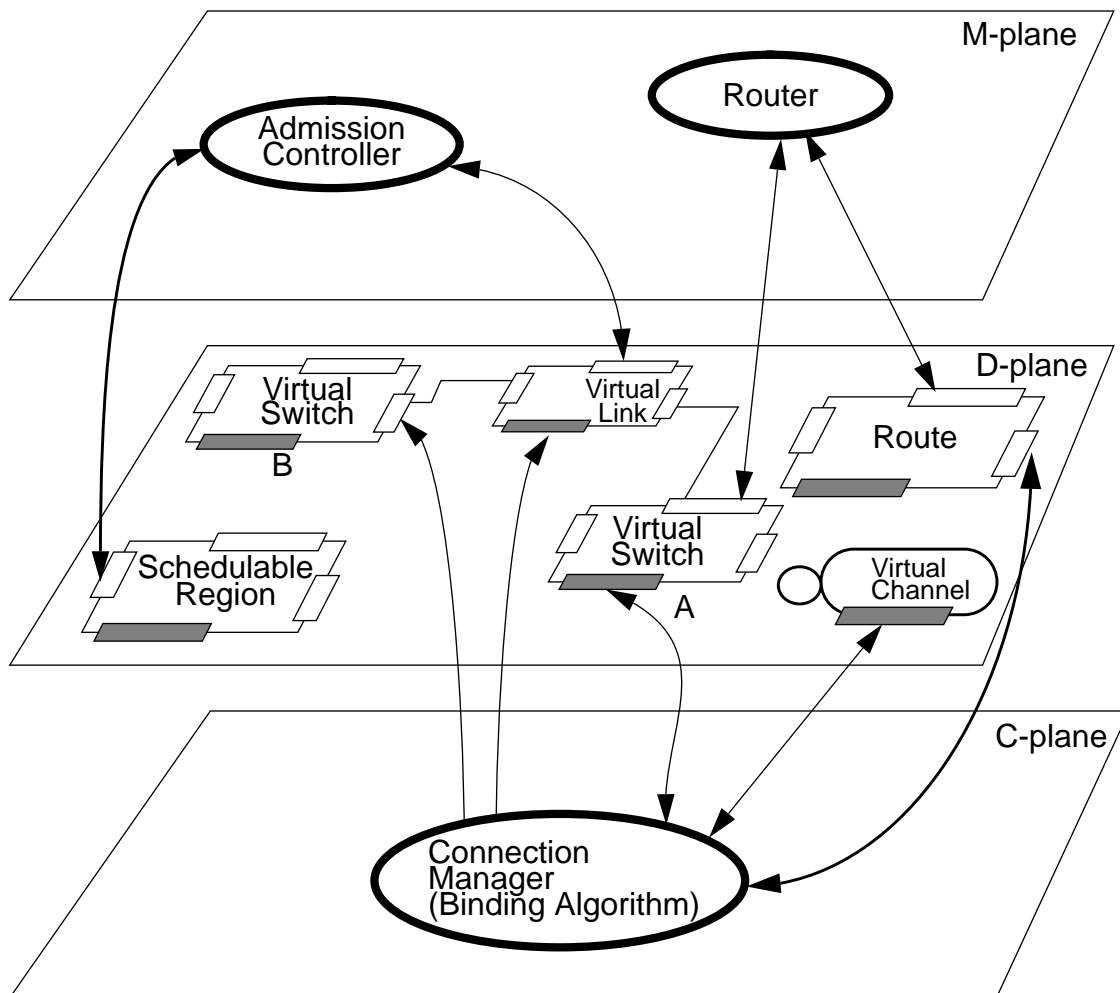 M-plane
Router
Admission
Controller
D-plane
Virtual
Switch
B
Virtual
Link
Route
Virtual
Switch
A
Schedulable
Region
Virtual
Channel
C-plane
Connection
Manager
(Binding Algorithm)